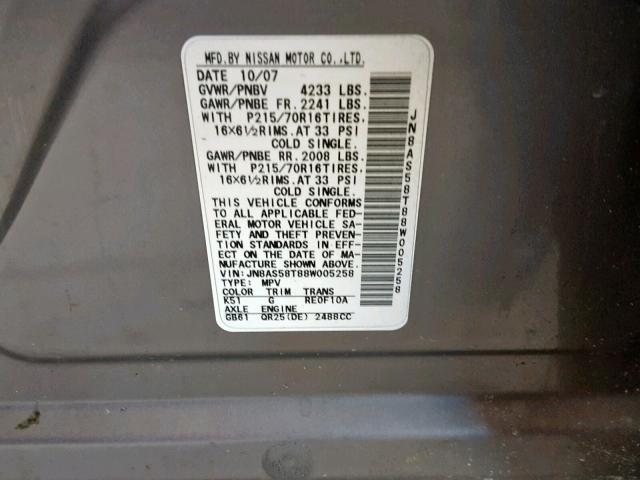 MFD.BY NISSAN MOTOR CO.,LTD.
DATE 10/07
GVWR/PNBV 4233 LBS.
GAWR/PNBE FR. 2241 LBS.
WITH P215/70R16TIRES.
16X6½RIMS.AT 33 PSI
COLD SINGLE.
GAWR/PNBE RR. 2008 LBS.
WITH P215/70R16TIRES.
16X6½RIMS.AT 33 PSI
COLD SINGLE.
THIS VEHICLE CONFORMS
TO ALL APPLICABLE FED-
ERAL MOTOR VEHICLE SA-
FETY AND THEFT PREVEN-
TION STANDARDS IN EFF-
ECT ON THE DATE OF MA-
NUFACTURE SHOWN ABOVE.
VIN:JN8AS58T88W005258
TYPE: MPV
COLOR TRIM TRANS
K51 G RE0F10A
AXLE ENGINE
GB61 QR25(DE) 2488CC
JN8AS58T88W005258